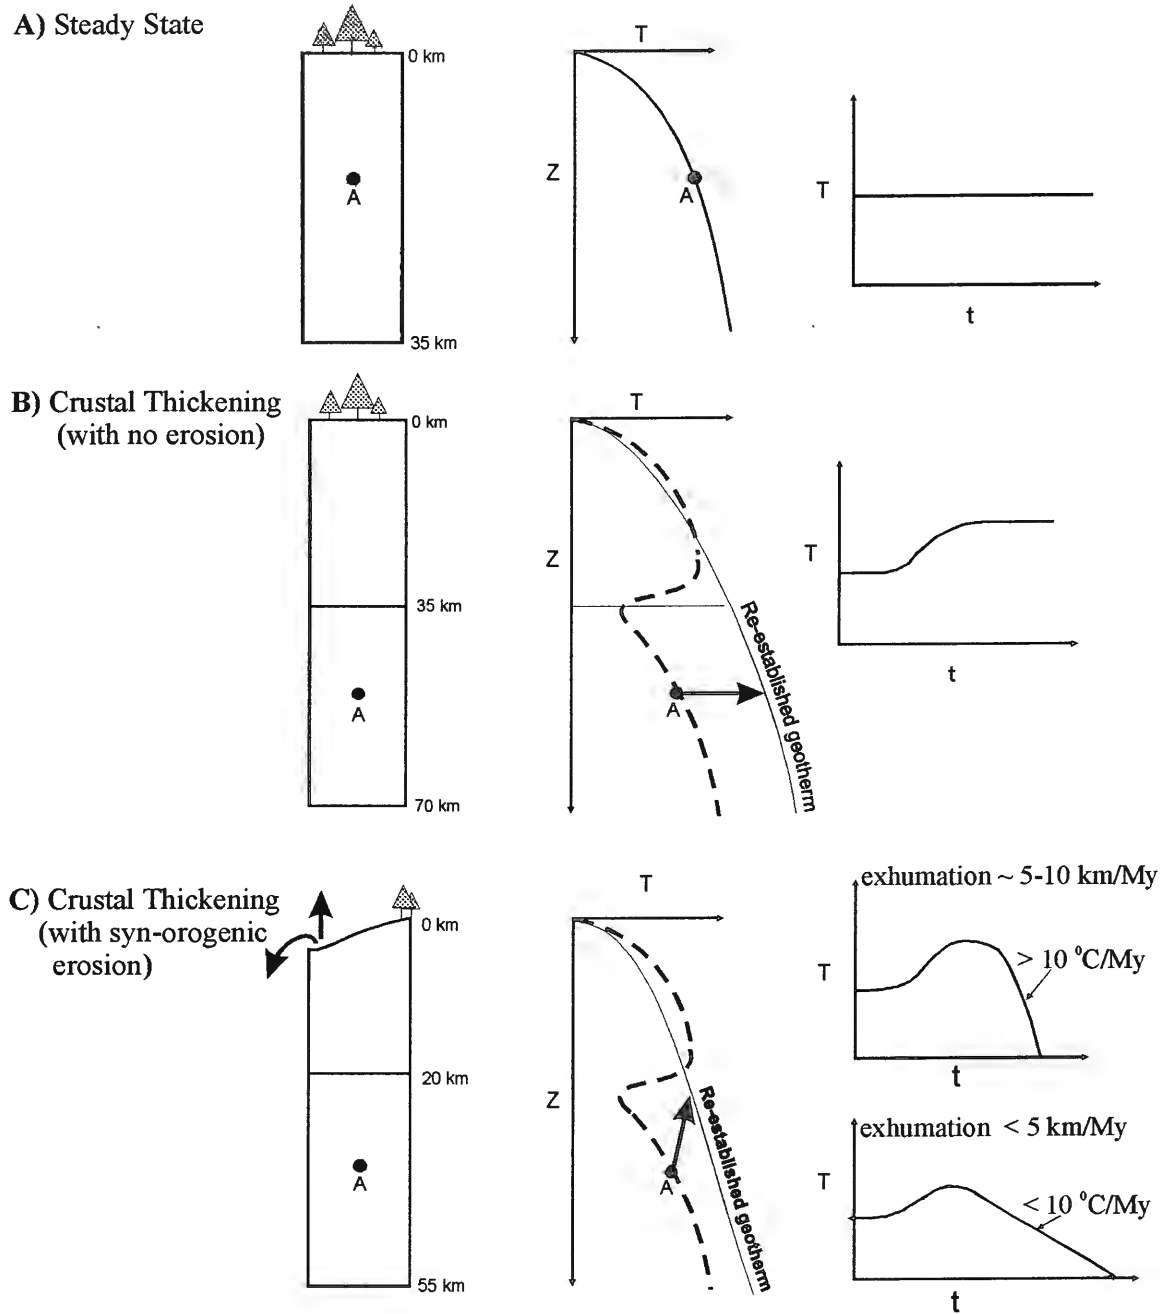 A) Steady State
0 km
A
35 km
T
Z
A
T
t
B) Crustal Thickening
(with no erosion)
0 km
35 km
A
70 km
T
Z
A
Re-established geotherm
T
t
C) Crustal Thickening
(with syn-orogenic
erosion)
0 km
20 km
A
55 km
T
Z
A
Re-established geotherm
exhumation ~ 5-10 km/My
> 10 °C/My
T
t
exhumation < 5 km/My
< 10 °C/My
T
t